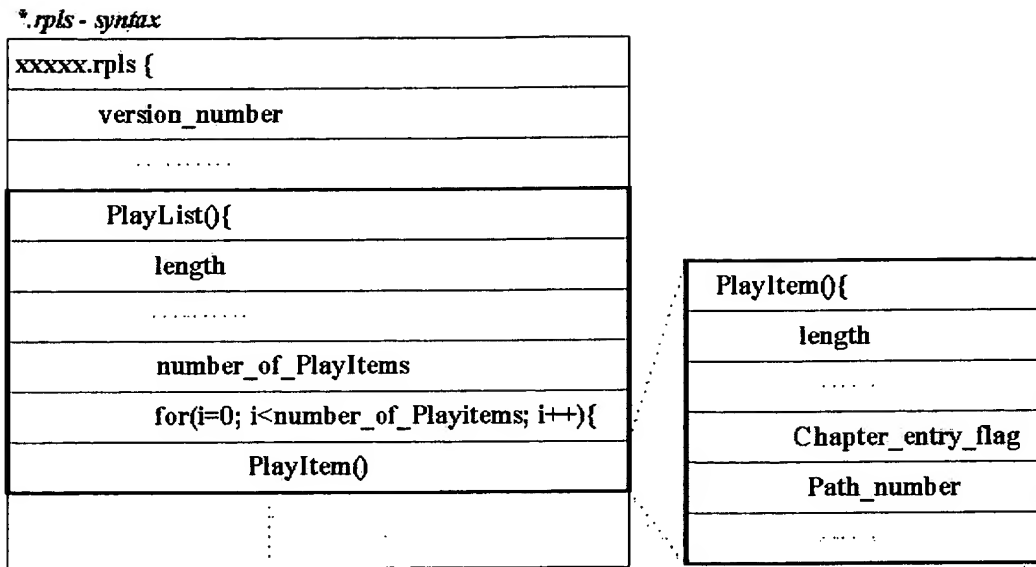 *.rpls - syntax
xxxxx.rpls {
version_number
.. .......
PlayList(){
length
..........
number_of_PlayItems
for(i=0; i<number_of_Playitems; i++){
PlayItem()
PlayItem(){
length
.....
Chapter_entry_flag
Path_number
.....